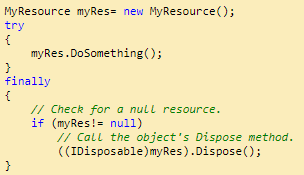 MyResource myRes= new MyResource();
try
{
    myRes.DoSomething();
}
finally
{
    // Check for a null resource.
    if (myRes!= null)
        // Call the object's Dispose method.
        ((IDisposable)myRes).Dispose();
}